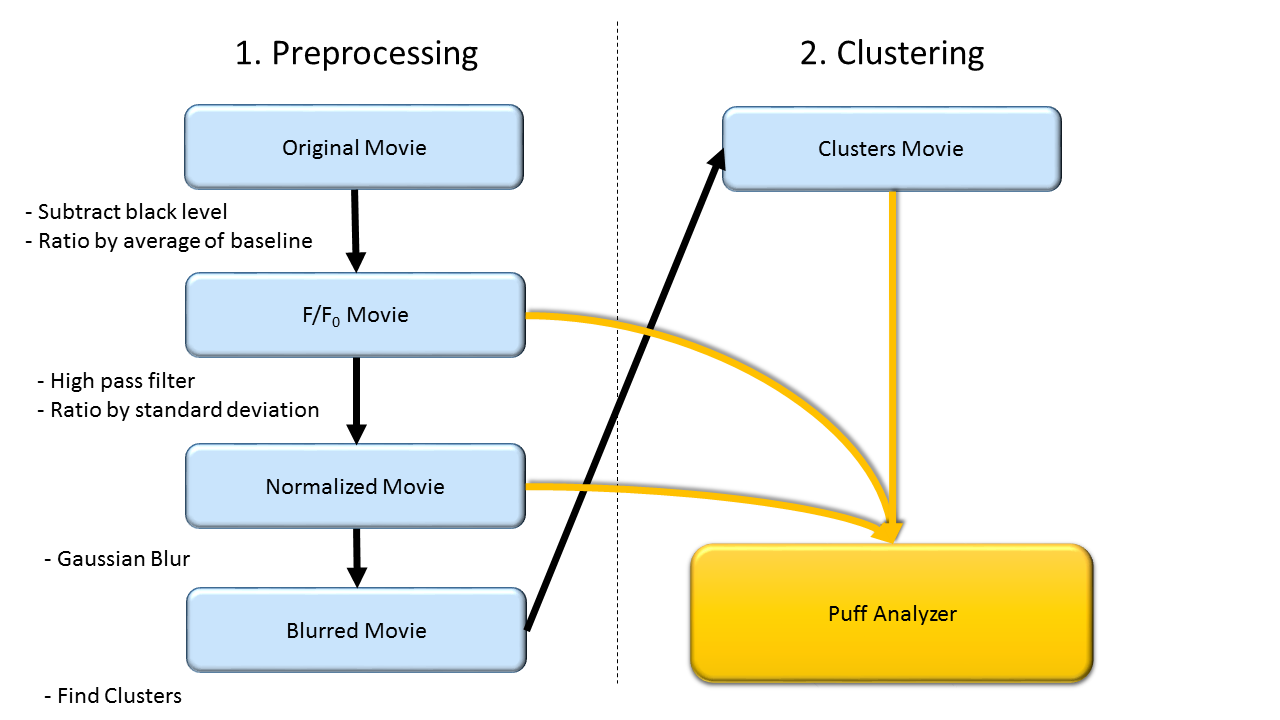 1. Preprocessing
Original Movie
- Subtract black level
- Ratio by average of baseline
F/F₀ Movie
- High pass filter
- Ratio by standard deviation
Normalized Movie
- Gaussian Blur
Blurred Movie
- Find Clusters
2. Clustering
Clusters Movie
Puff Analyzer